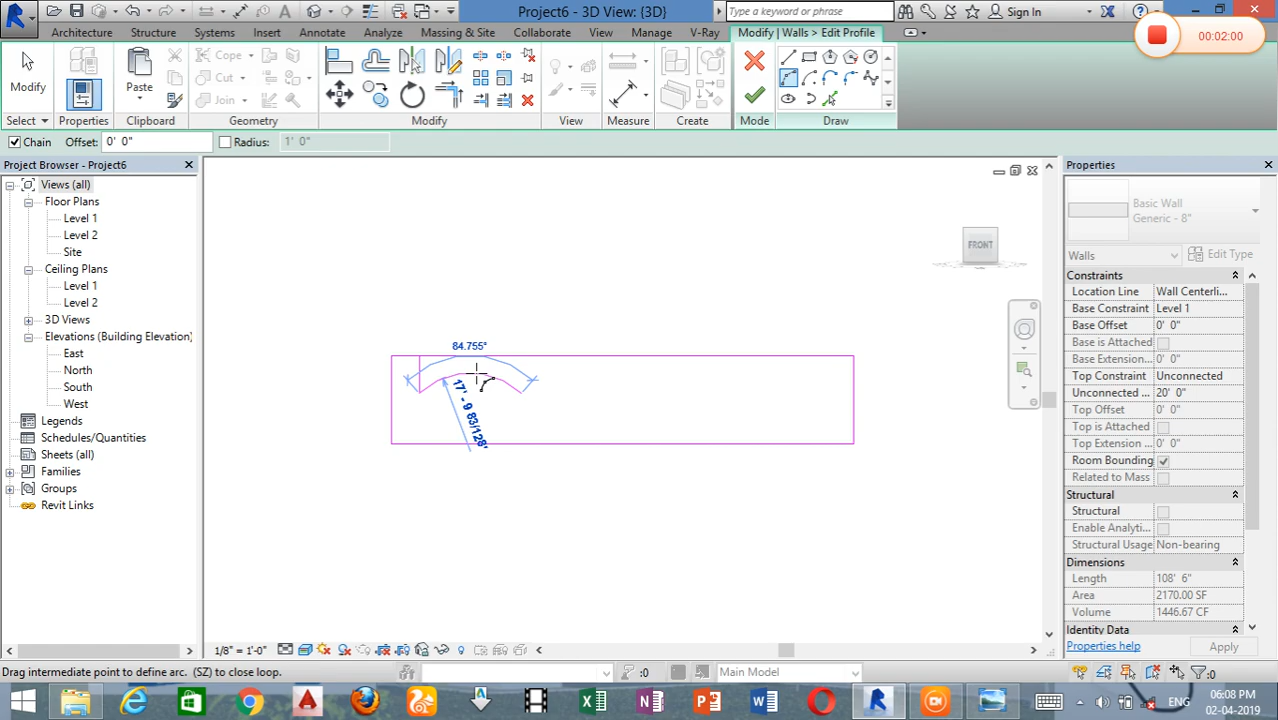 Project6 - 3D View: {3D}
Type a keyword or phrase
Sign In
00:02:00
Architecture Structure Systems Insert Annotate Analyze Massing & Site Collaborate View Manage V-Ray Modify | Walls > Edit Profile
Modify
Paste
Cope
Cut
Join
Select Properties Clipboard Geometry Modify View Measure Create Mode Draw
Chain Offset: 0' 0" Radius: 1' 0"
Project Browser - Project6
Views (all)
Floor Plans
Level 1
Level 2
Site
Ceiling Plans
Level 1
Level 2
3D Views
Elevations (Building Elevation)
East
North
South
West
Legends
Schedules/Quantities
Sheets (all)
Families
Groups
Revit Links
FRONT
84.755°
17' - 9 83/128"
Properties
Basic Wall
Generic - 8"
Walls Edit Type
Constraints
Location Line Wall Centerli...
Base Constraint Level 1
Base Offset 0' 0"
Base is Attached
Base Extension... 0' 0"
Top Constraint Unconnected
Unconnected ... 20' 0"
Top Offset 0' 0"
Top is Attached
Top Extension ... 0' 0"
Room Bounding
Related to Mass
Structural
Structural
Enable Analyti...
Structural Usage Non-bearing
Dimensions
Length 108' 6"
Area 2170.00 SF
Volume 1446.67 CF
Identity Data
Properties help Apply
1/8" = 1'-0"
Drag intermediate point to define arc. (SZ) to close loop.
:0
Main Model
:0
ENG
06:08 PM
02-04-2019